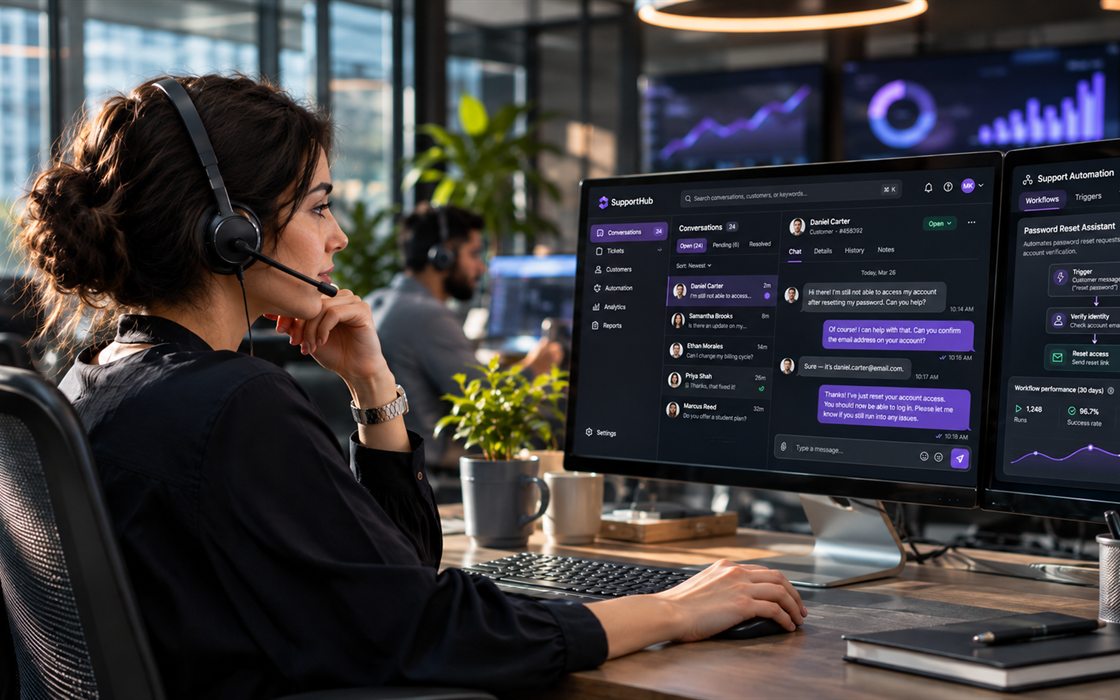 SupportHub
Search conversations, customers, or keywords...
⌘ K
MK
Conversations 24
Tickets
Customers
Automation
Analytics
Reports
Settings
Conversations 24
Open (24) Pending (6) Resolved
Sort: Newest
Daniel Carter 2m
I'm still not able to access...
Samantha Brooks 8m
Is there an update on my...
Ethan Morales 14m
Can I change my billing cycle?
Priya Shah 26m
Thanks, that fixed it!
Marcus Reed 32m
Do you offer a student plan?
Daniel Carter
Customer • #458392
Open
Chat Details History Notes
Today, Mar 26
Hi there! I'm still not able to access my account
after resetting my password. Can you help?
10:14 AM
Of course! I can help with that. Can you confirm
the email address on your account?
10:16 AM
Sure — it's daniel.carter@email.com.
10:17 AM
Thanks! I've just reset your account access.
You should now be able to log in. Please let me
know if you still run into any issues.
10:18 AM
Type a message...
Support Automation
Workflows Triggers
Password Reset Assistant
Automates password reset requests
account verification.
Trigger
Customer message
("reset password")
Verify identity
Check account email
Reset access
Send reset link
Workflow performance (30 days)
1,248
Runs
96.7%
Success rate